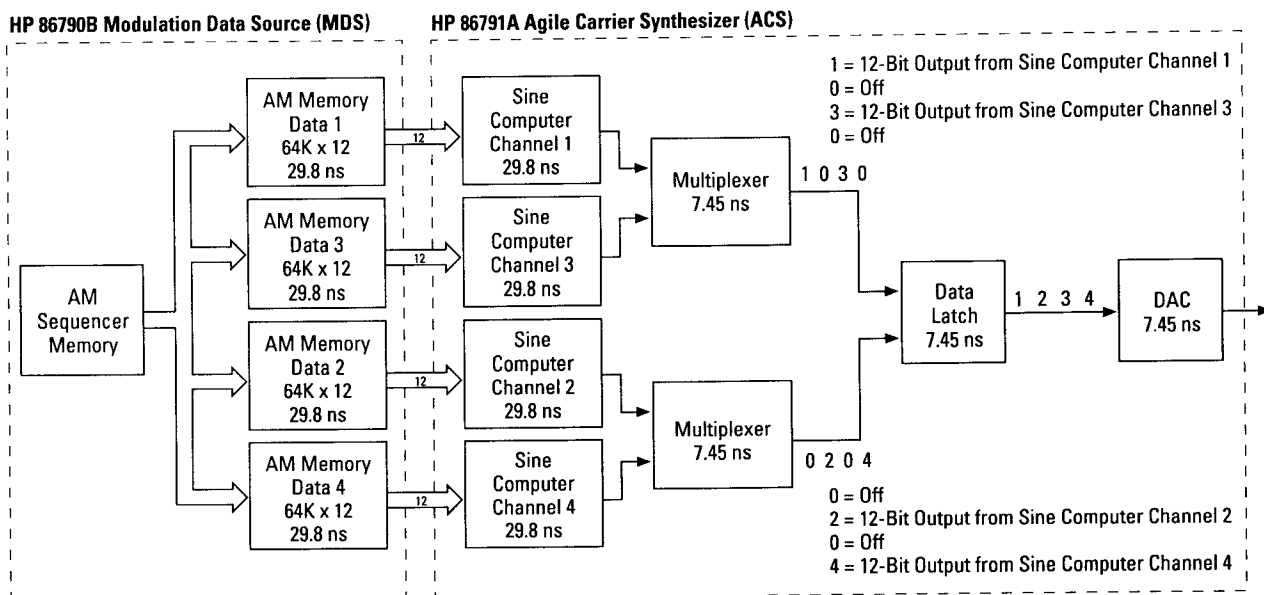 HP 86790B Modulation Data Source (MDS)
HP 86791A Agile Carrier Synthesizer (ACS)
AM
Sequencer
Memory
AM Memory
Data 1
64K x 12
29.8 ns
12
AM Memory
Data 3
64K x 12
29.8 ns
12
AM Memory
Data 2
64K x 12
29.8 ns
12
AM Memory
Data 4
64K x 12
29.8 ns
12
Sine
Computer
Channel 1
29.8 ns
Sine
Computer
Channel 3
29.8 ns
Sine
Computer
Channel 2
29.8 ns
Sine
Computer
Channel 4
29.8 ns
Multiplexer
7.45 ns
1 0 3 0
1 = 12-Bit Output from Sine Computer Channel 1
0 = Off
3 = 12-Bit Output from Sine Computer Channel 3
0 = Off
Multiplexer
7.45 ns
0 2 0 4
0 = Off
2 = 12-Bit Output from Sine Computer Channel 2
0 = Off
4 = 12-Bit Output from Sine Computer Channel 4
Data
Latch
7.45 ns
1 2 3 4
DAC
7.45 ns